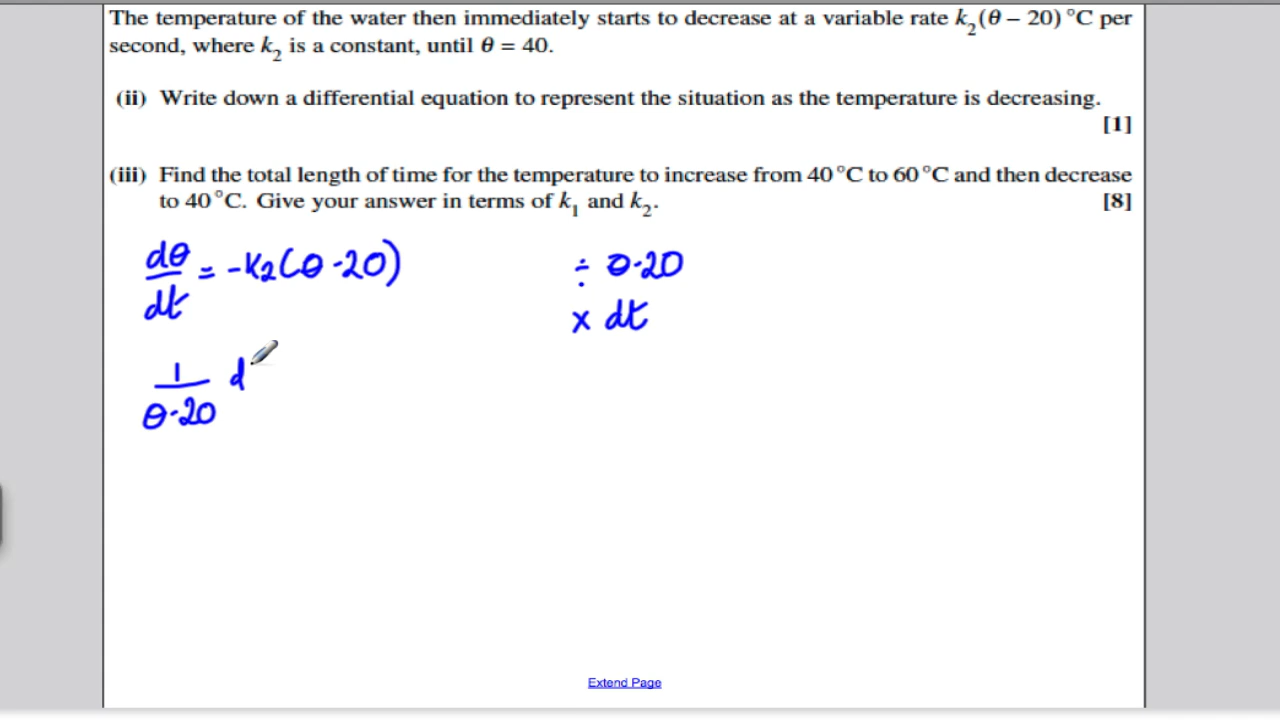 The temperature of the water then immediately starts to decrease at a variable rate k₂(θ – 20) °C per
second, where k₂ is a constant, until θ = 40.
(ii) Write down a differential equation to represent the situation as the temperature is decreasing.
[1]
(iii) Find the total length of time for the temperature to increase from 40 °C to 60 °C and then decrease
to 40 °C. Give your answer in terms of k₁ and k₂. [8]
dθ/dt = -k₂(θ-20)
÷ θ-20
× dt
1/(θ-20) d
Extend Page